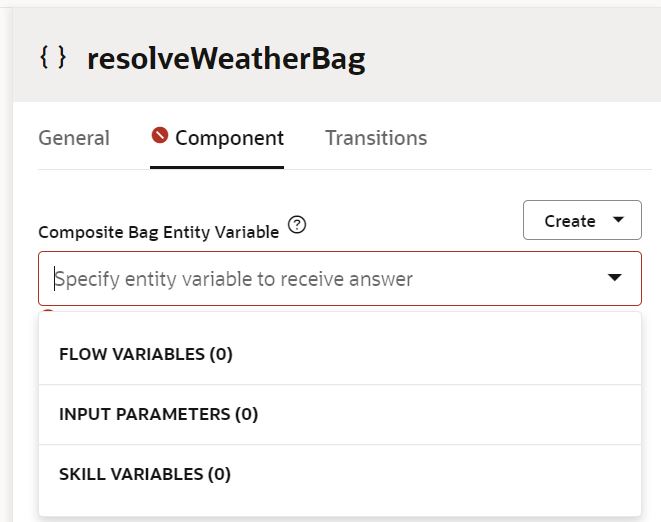 { } resolveWeatherBag
General Component Transitions
Composite Bag Entity Variable ? Create
Specify entity variable to receive answer
FLOW VARIABLES (0)
INPUT PARAMETERS (0)
SKILL VARIABLES (0)